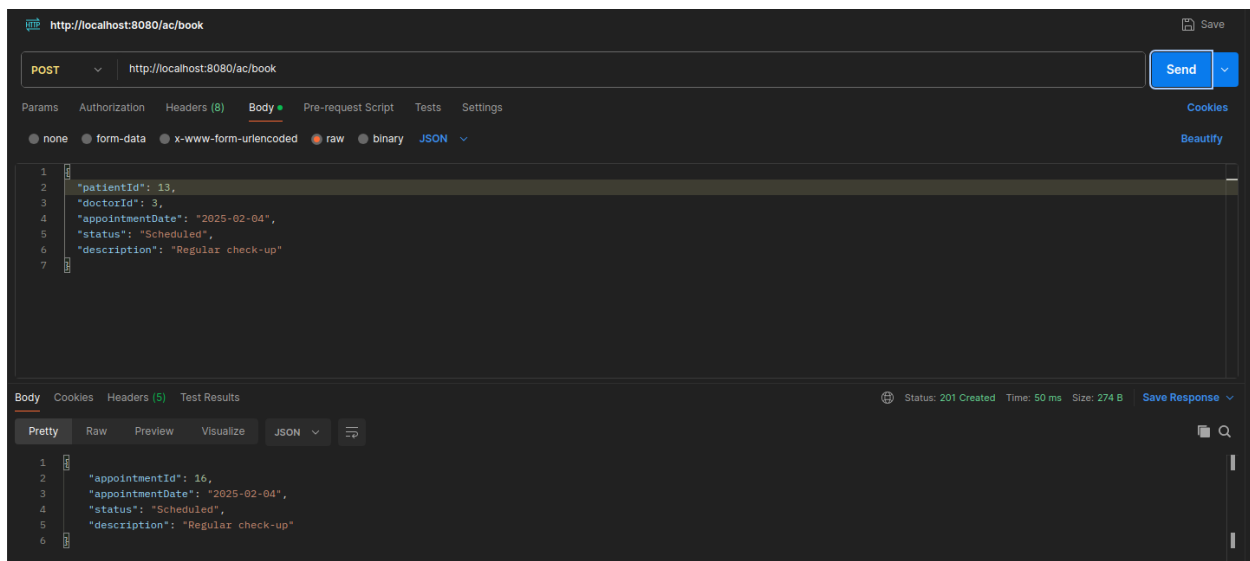 HTTP http://localhost:8080/ac/book Save
POST http://localhost:8080/ac/book Send
Params Authorization Headers (8) Body Pre-request Script Tests Settings Cookies
none form-data x-www-form-urlencoded raw binary JSON Beautify
1 {
2 "patientId": 13,
3 "doctorId": 3,
4 "appointmentDate": "2025-02-04",
5 "status": "Scheduled",
6 "description": "Regular check-up"
7 }
Body Cookies Headers (5) Test Results Status: 201 Created Time: 50 ms Size: 274 B Save Response
Pretty Raw Preview Visualize JSON
1 {
2 "appointmentId": 16,
3 "appointmentDate": "2025-02-04",
4 "status": "Scheduled",
5 "description": "Regular check-up"
6 }